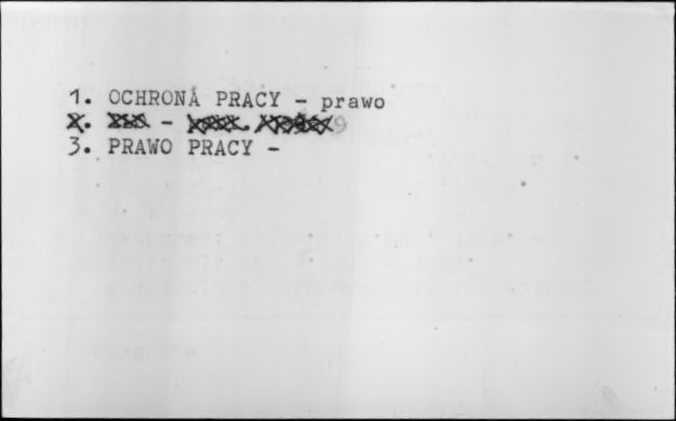 1. OCHRONA PRACY - prawo
3. PRAWO PRACY -